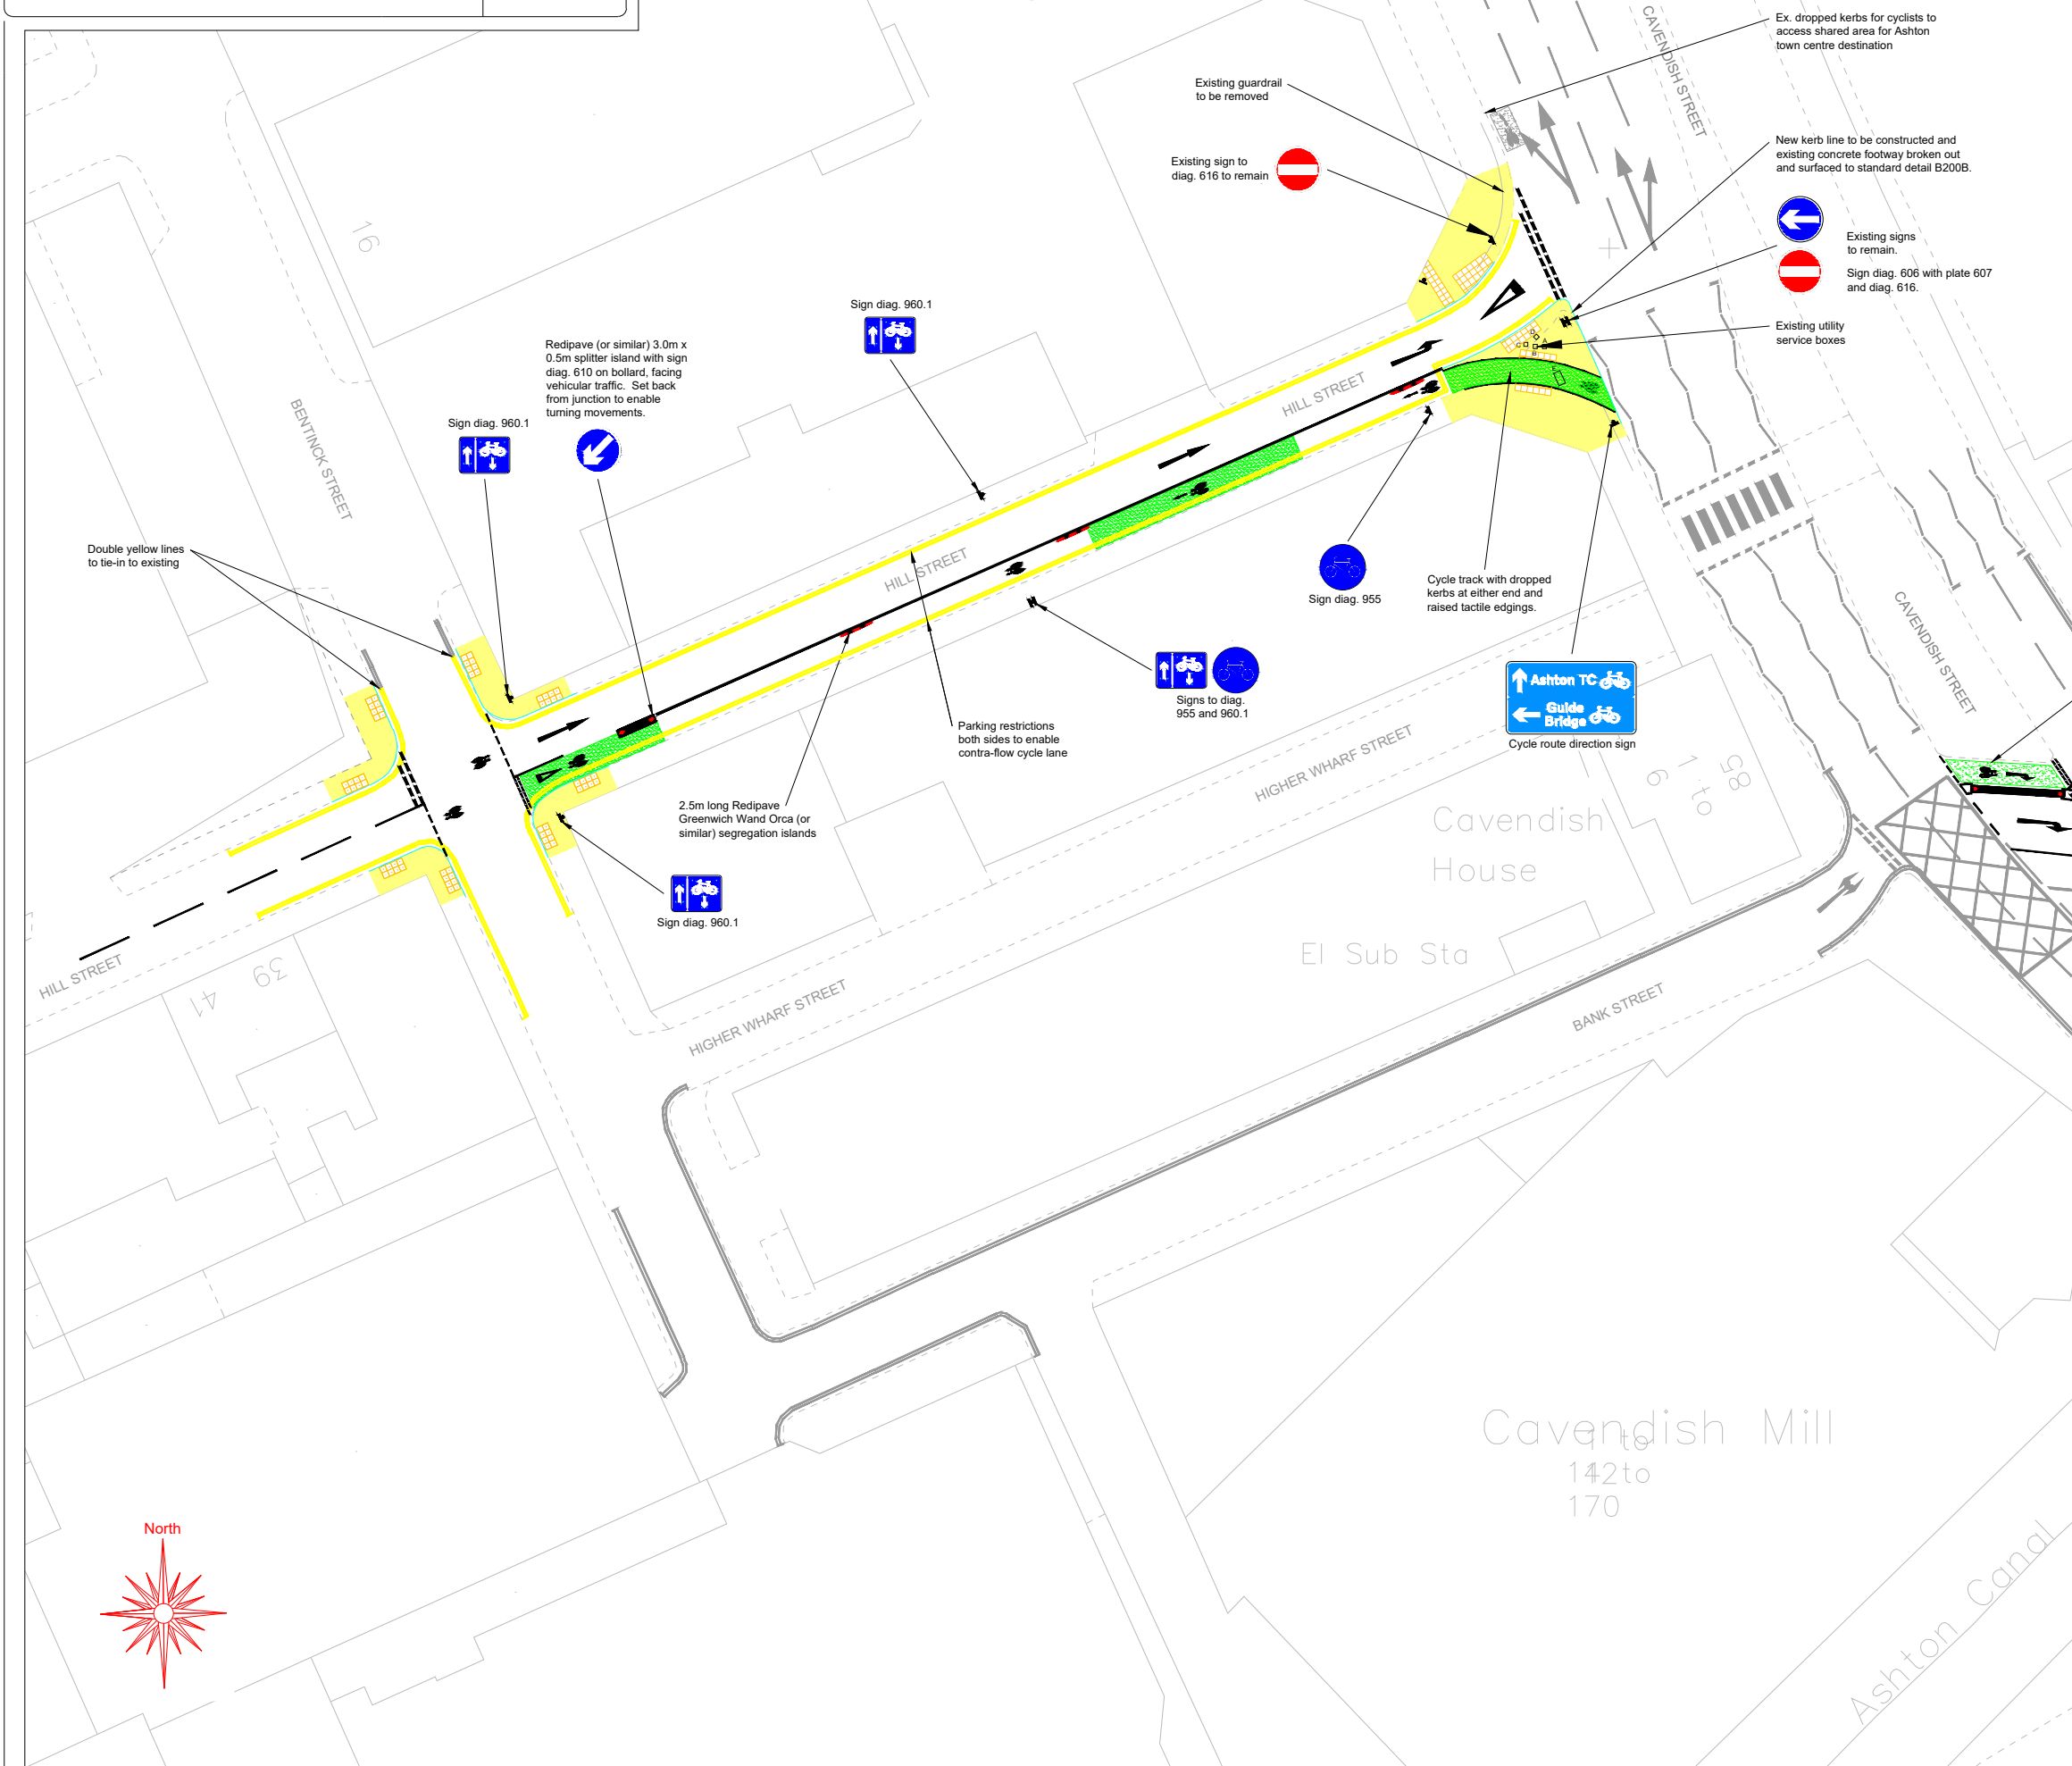 Ex. dropped kerbs for cyclists to
access shared area for Ashton
town centre destination
CAVENDISH STREET
Existing guardrail
to be removed
New kerb line to be constructed and
existing concrete footway broken out
and surfaced to standard detail B200B.
Existing sign to
diag. 616 to remain
Existing signs
to remain.
Sign diag. 606 with plate 607
and diag. 616.
Existing utility
service boxes
16
Sign diag. 960.1
Redipave (or similar) 3.0m x
0.5m splitter island with sign
diag. 610 on bollard, facing
vehicular traffic. Set back
from junction to enable
turning movements.
Sign diag. 960.1
BENTINCK STREET
HILL STREET
HILL STREET
Double yellow lines
to tie-in to existing
Sign diag. 955
Cycle track with dropped
kerbs at either end and
raised tactile edgings.
CAVENDISH STREET
Signs to diag.
955 and 960.1
Ashton TC
Guide
Bridge
Cycle route direction sign
Parking restrictions
both sides to enable
contra-flow cycle lane
HIGHER WHARF STREET
58
1 to
6
2.5m long Redipave
Greenwich Wand Orca (or
similar) segregation islands
Cavendish
House
Sign diag. 960.1
El Sub Sta
HILL STREET
39
41
HIGHER WHARF STREET
BANK STREET
Cavendish Mill
1 to
142to
170
North
Ashton Canal